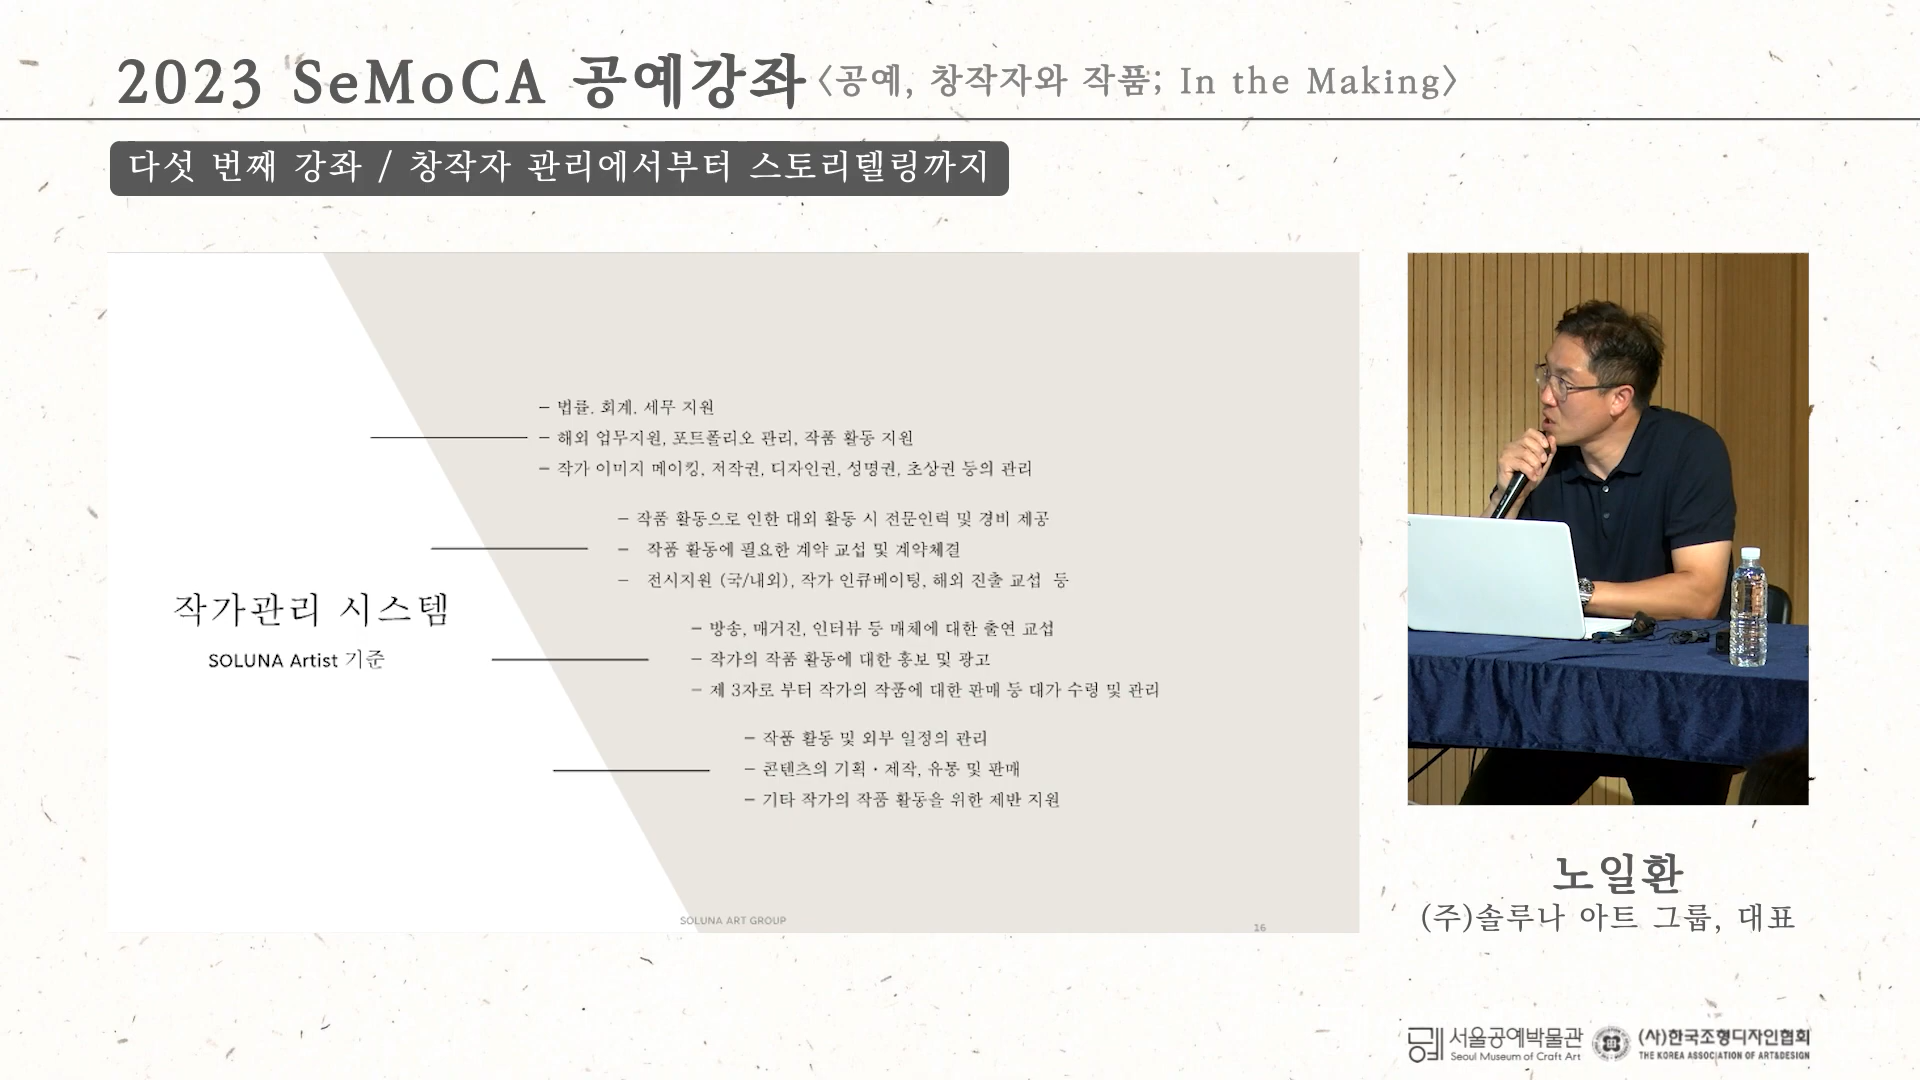 2023 SeMoCA 공예강좌 〈공예, 창작자와 작품; In the Making〉
다섯 번째 강좌 / 창작자 관리에서부터 스토리텔링까지
작가관리 시스템
SOLUNA Artist 기준
– 법률, 회계, 세무 지원
– 해외 업무지원, 포트폴리오 관리, 작품 활동 지원
– 작가 이미지 메이킹, 저작권, 디자인권, 성명권, 초상권 등의 관리
– 작품 활동으로 인한 대외 활동 시 전문인력 및 경비 제공
– 작품 활동에 필요한 계약 교섭 및 계약체결
– 전시지원 (국/내외), 작가 인큐베이팅, 해외 진출 교섭 등
– 방송, 매거진, 인터뷰 등 매체에 대한 출연 교섭
– 작가의 작품 활동에 대한 홍보 및 광고
– 제 3자로 부터 작가의 작품에 대한 판매 등 대가 수령 및 관리
– 작품 활동 및 외부 일정의 관리
– 콘텐츠의 기획・제작, 유통 및 판매
– 기타 작가의 작품 활동을 위한 제반 지원
SOLUNA ART GROUP
16
노일환
(주)솔루나 아트 그룹, 대표
서울공예박물관
Seoul Museum of Craft Art
(사)한국조형디자인협회
THE KOREA ASSOCIATION OF ART&DESIGN